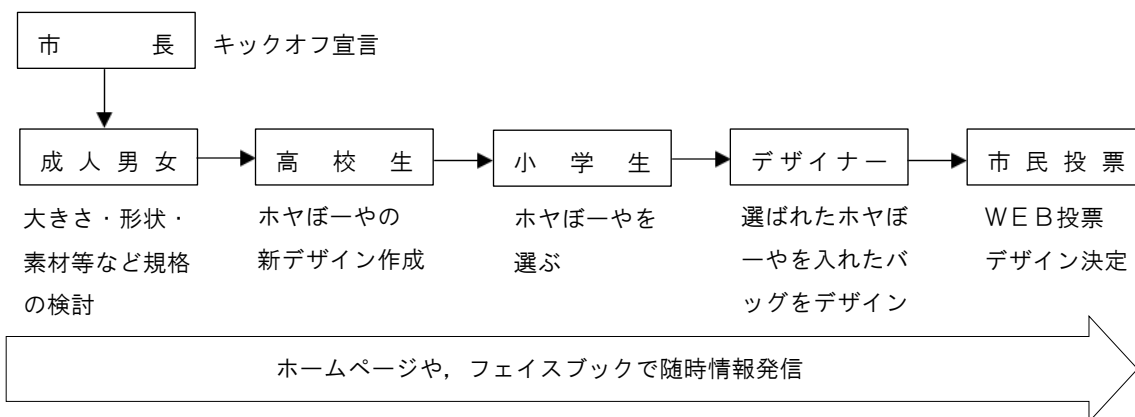 市長 キックオフ宣言
成人男女 高校生 小学生 デザイナー 市民投票
大きさ・形状・
素材等など規格
の検討
ホヤぼーやの
新デザイン作成
ホヤぼーやを
選ぶ
選ばれたホヤぼ
ーやを入れたバ
ッグをデザイン
ＷＥＢ投票
デザイン決定
ホームページや，フェイスブックで随時情報発信